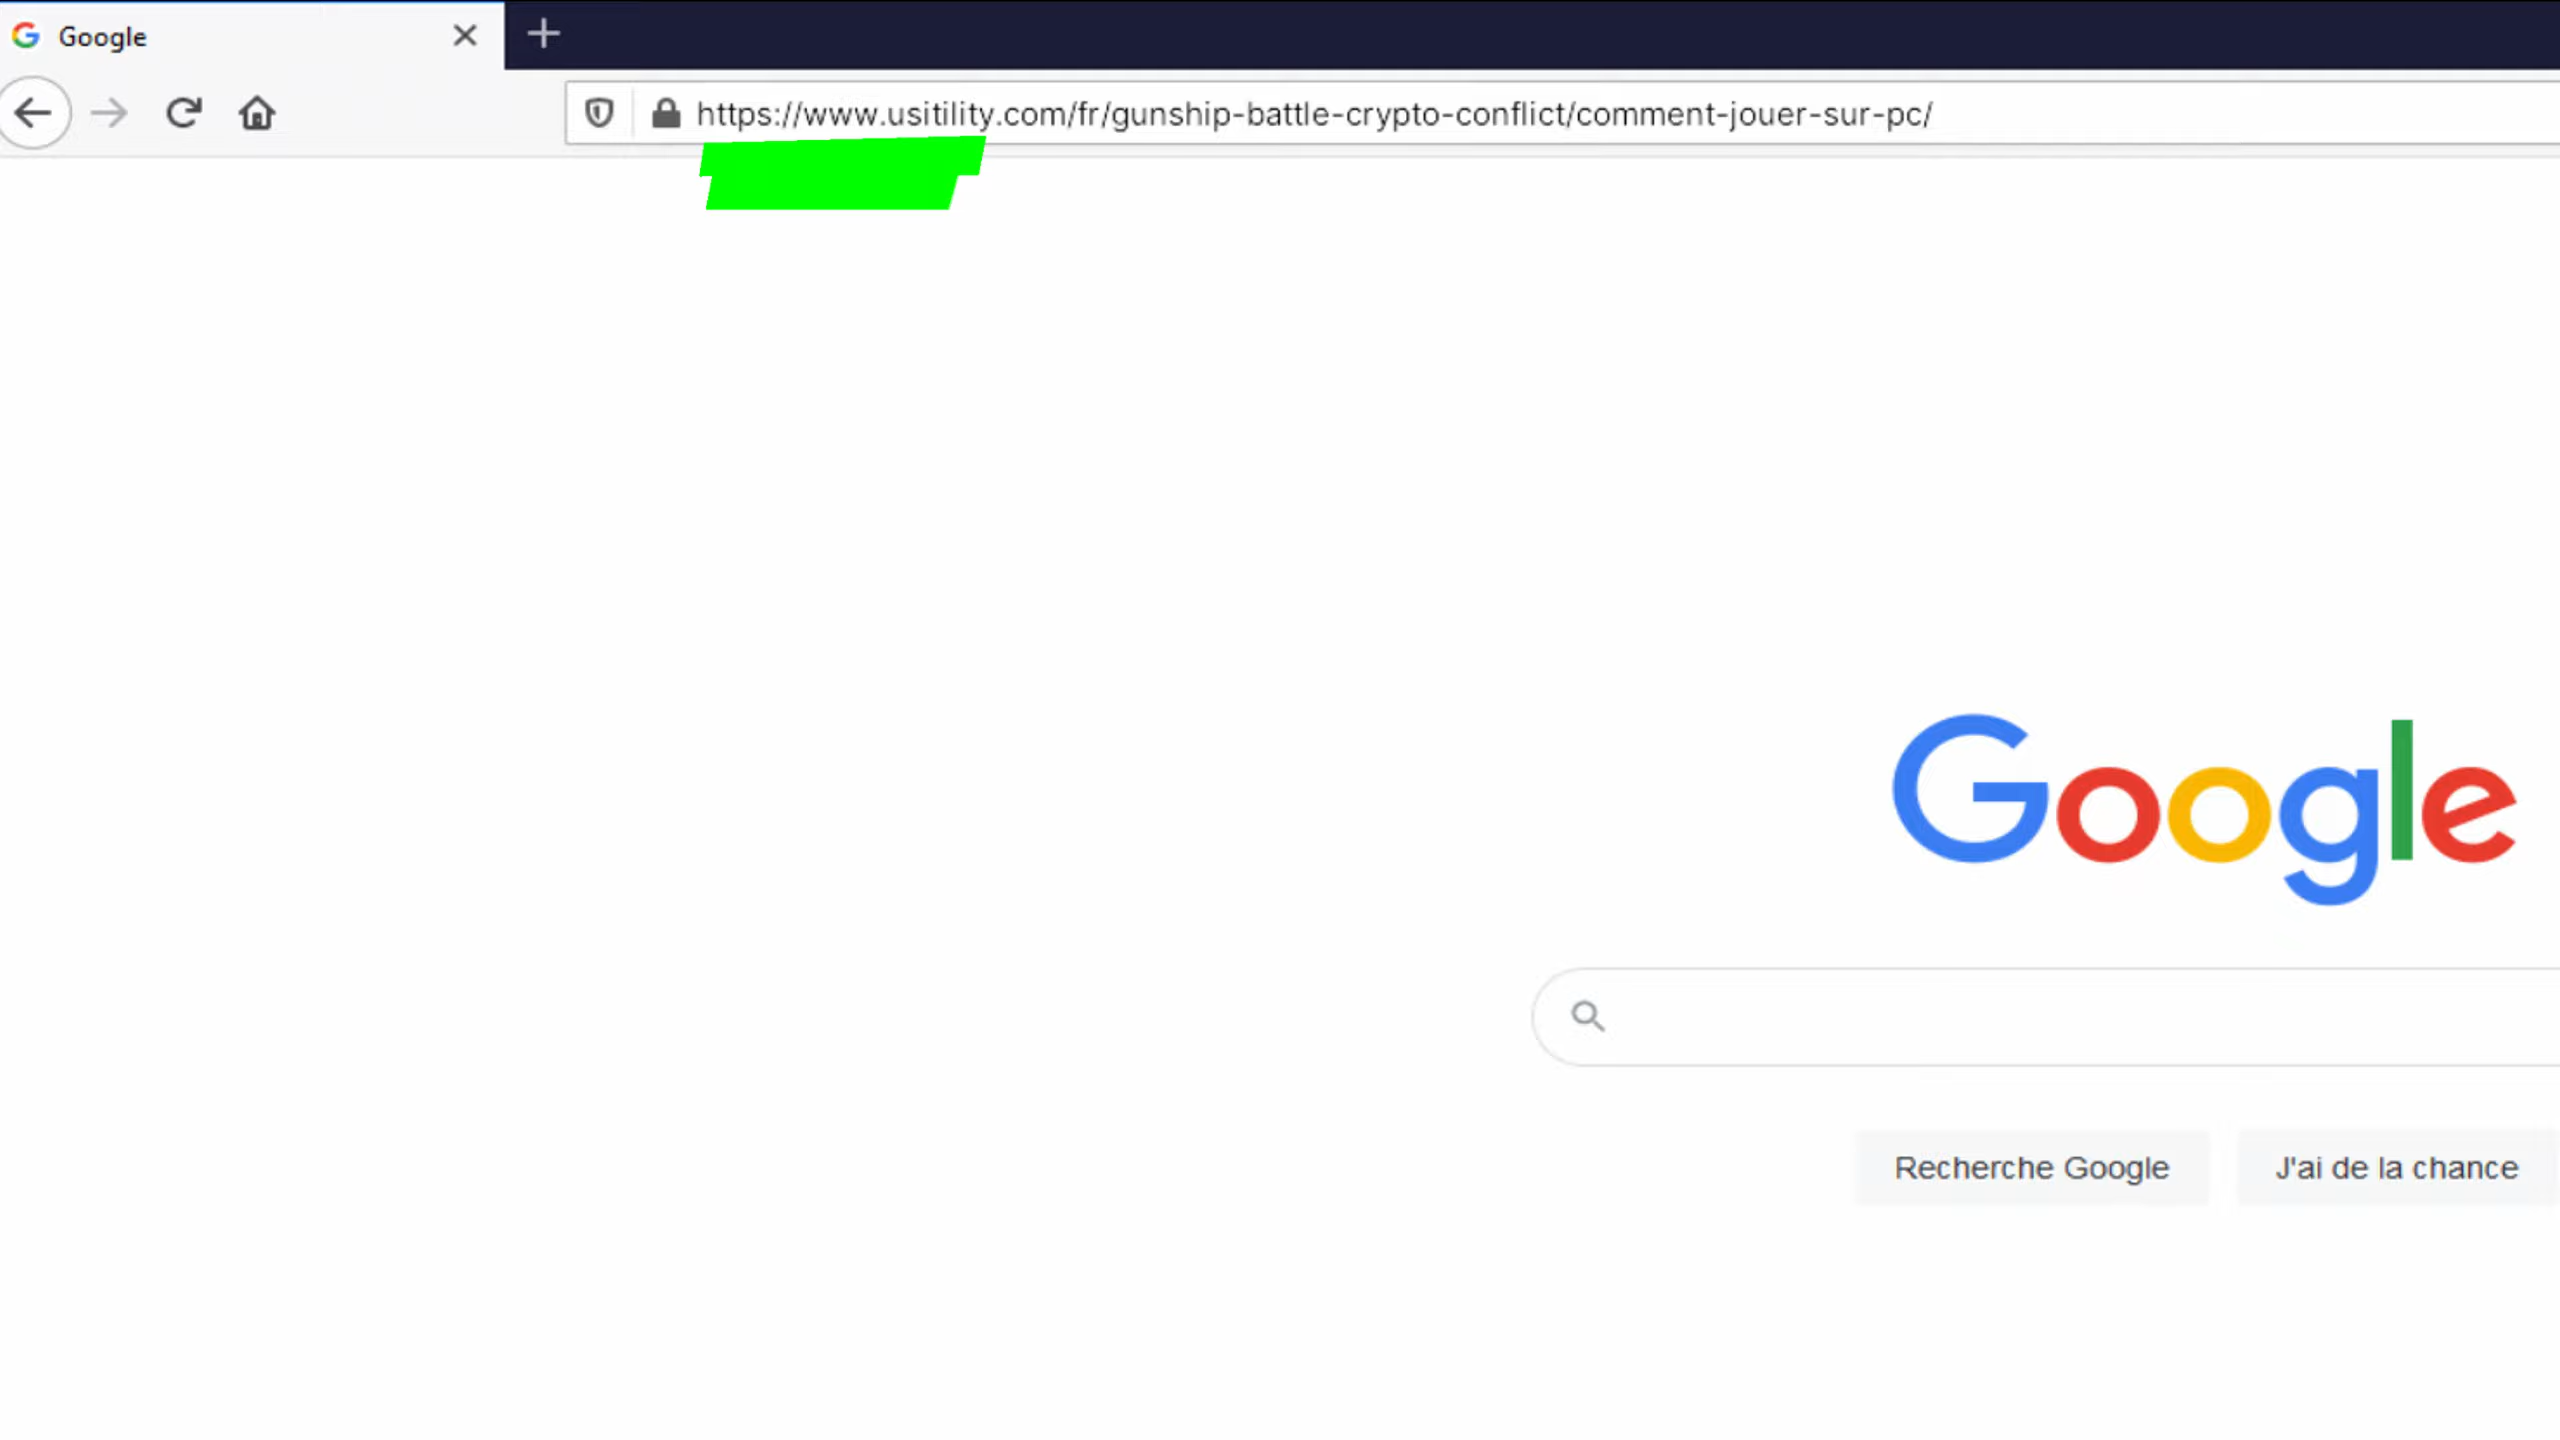 Google
https://www.usitility.com/fr/gunship-battle-crypto-conflict/comment-jouer-sur-pc/
Google
Recherche Google
J'ai de la chance